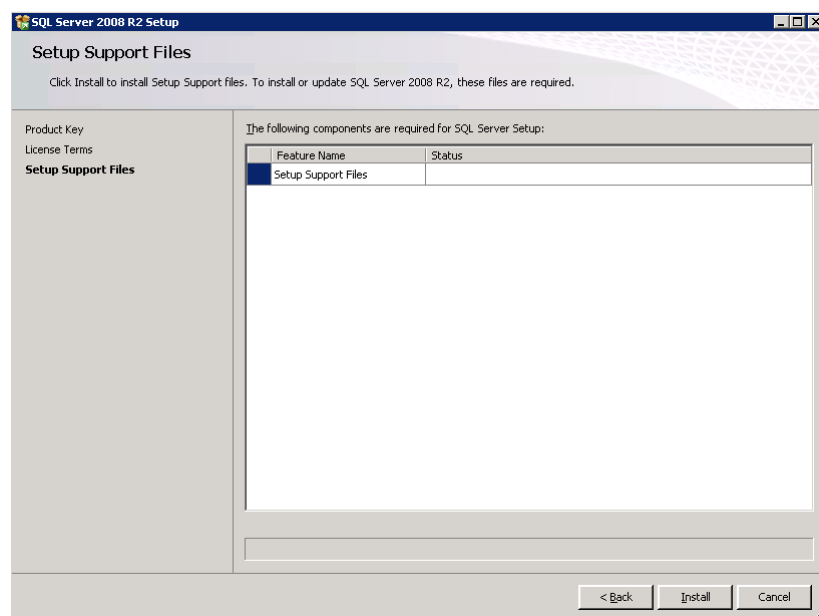 SQL Server 2008 R2 Setup
Setup Support Files
Click Install to install Setup Support files. To install or update SQL Server 2008 R2, these files are required.
Product Key
License Terms
Setup Support Files
The following components are required for SQL Server Setup:
Feature Name Status
Setup Support Files
< Back Install Cancel